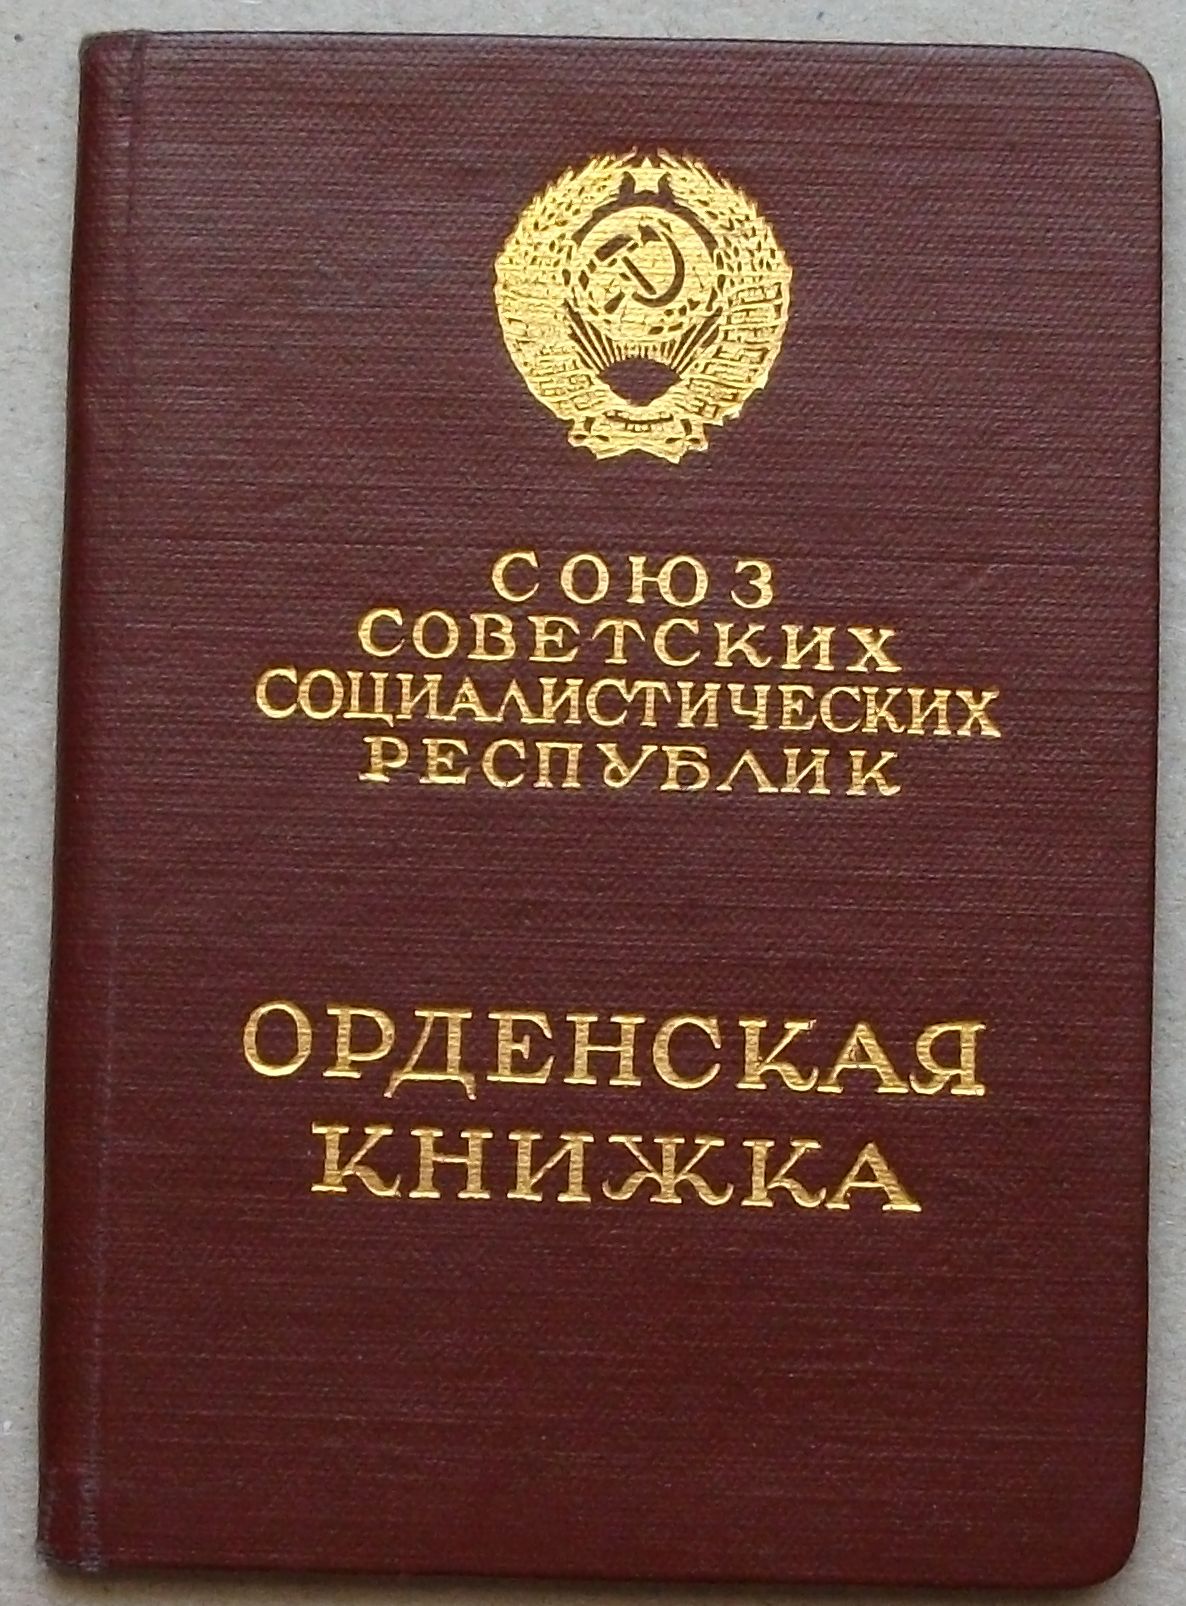 СОЮЗ
СОВЕТСКИХ
СОЦИАЛИСТИЧЕСКИХ
РЕСПУБЛИК
ОРДЕНСКАЯ
КНИЖКА